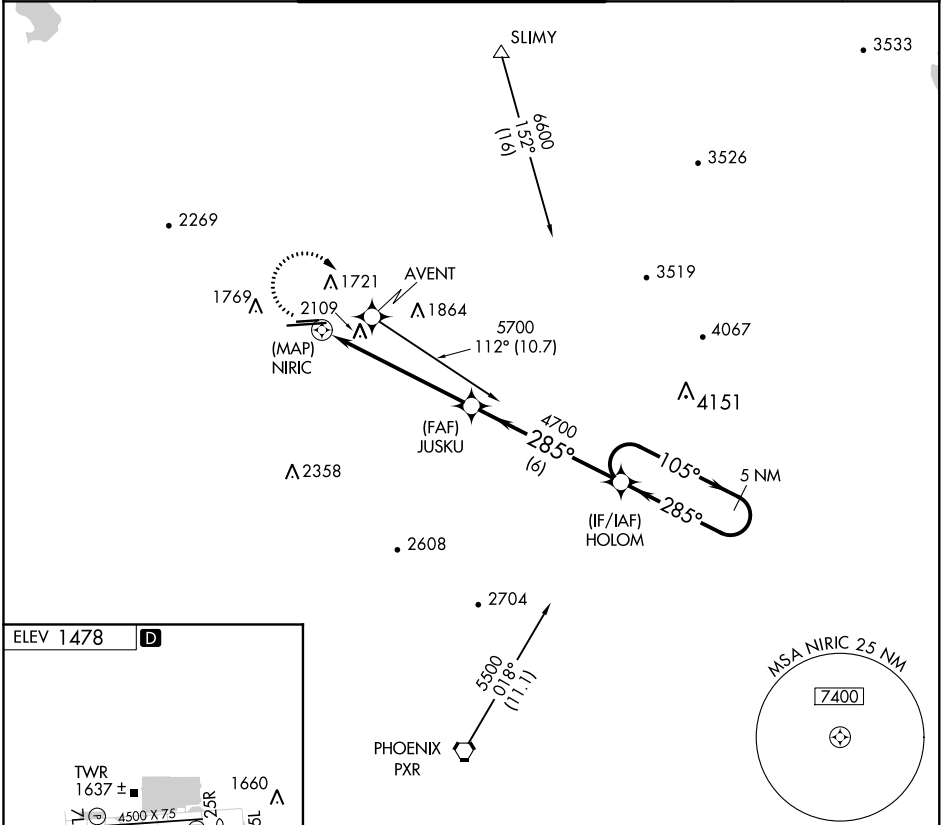 SLIMY
3533
6600
152°
(16)
3526
2269
3519
1721
AVENT
1769
2109
1864
5700
112° (10.7)
4067
(MAP)
NIRIC
4151
(FAF)
JUSKU
4700
285°
(6)
105°
5 NM
285°
2358
(IF/IAF)
HOLOM
2608
2704
ELEV 1478
D
5500
018°
(11.1)
MSA NIRIC 25 NM
7400
PHOENIX
PXR
TWR
1637 ±
1660
7L
P
4500 X 75
25R
5L